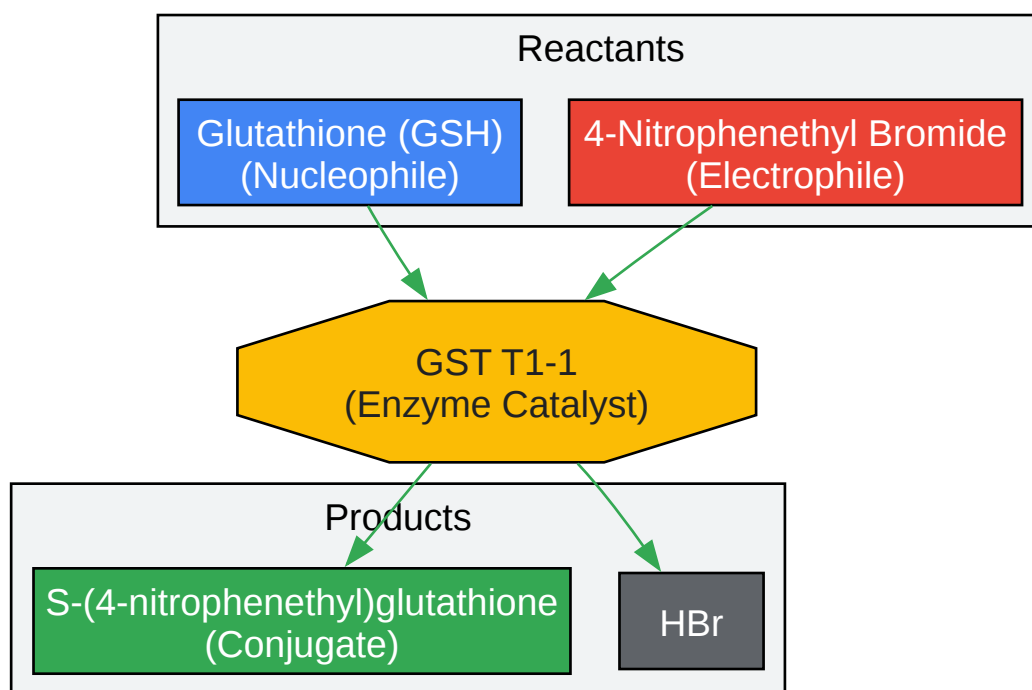 Reactants
Glutathione (GSH)
(Nucleophile)
4-Nitrophenethyl Bromide
(Electrophile)
GST T1-1
(Enzyme Catalyst)
Products
S-(4-nitrophenethyl)glutathione
(Conjugate)
HBr